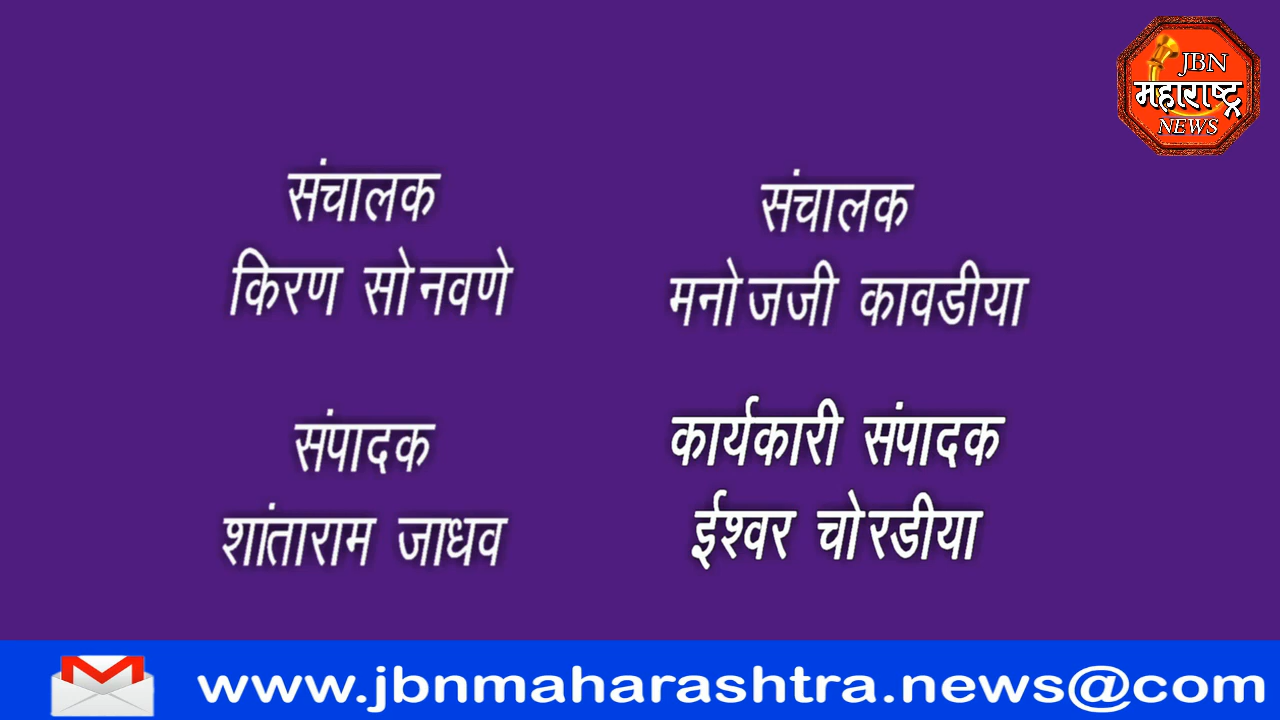 JBN
महाराष्ट्र
NEWS
संचालक
किरण सोनवणे
संचालक
मनोजजी कावडीया
संपादक
शांताराम जाधव
कार्यकारी संपादक
ईश्वर चोरडीया
www.jbnmaharashtra.news@com